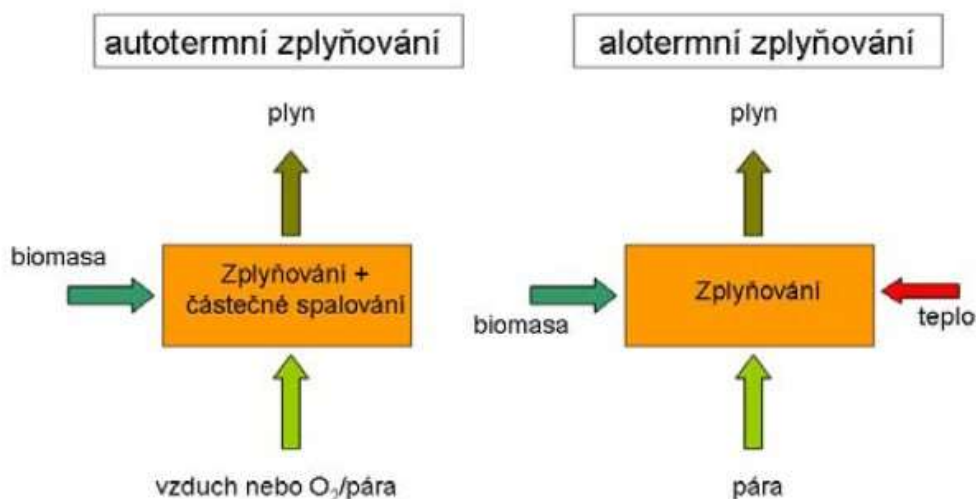 autotermní zplyňování
plyn
biomasa
Zplyňování +
částečné spalování
vzduch nebo O₂/pára
alotermní zplyňování
plyn
biomasa
Zplyňování
teplo
pára